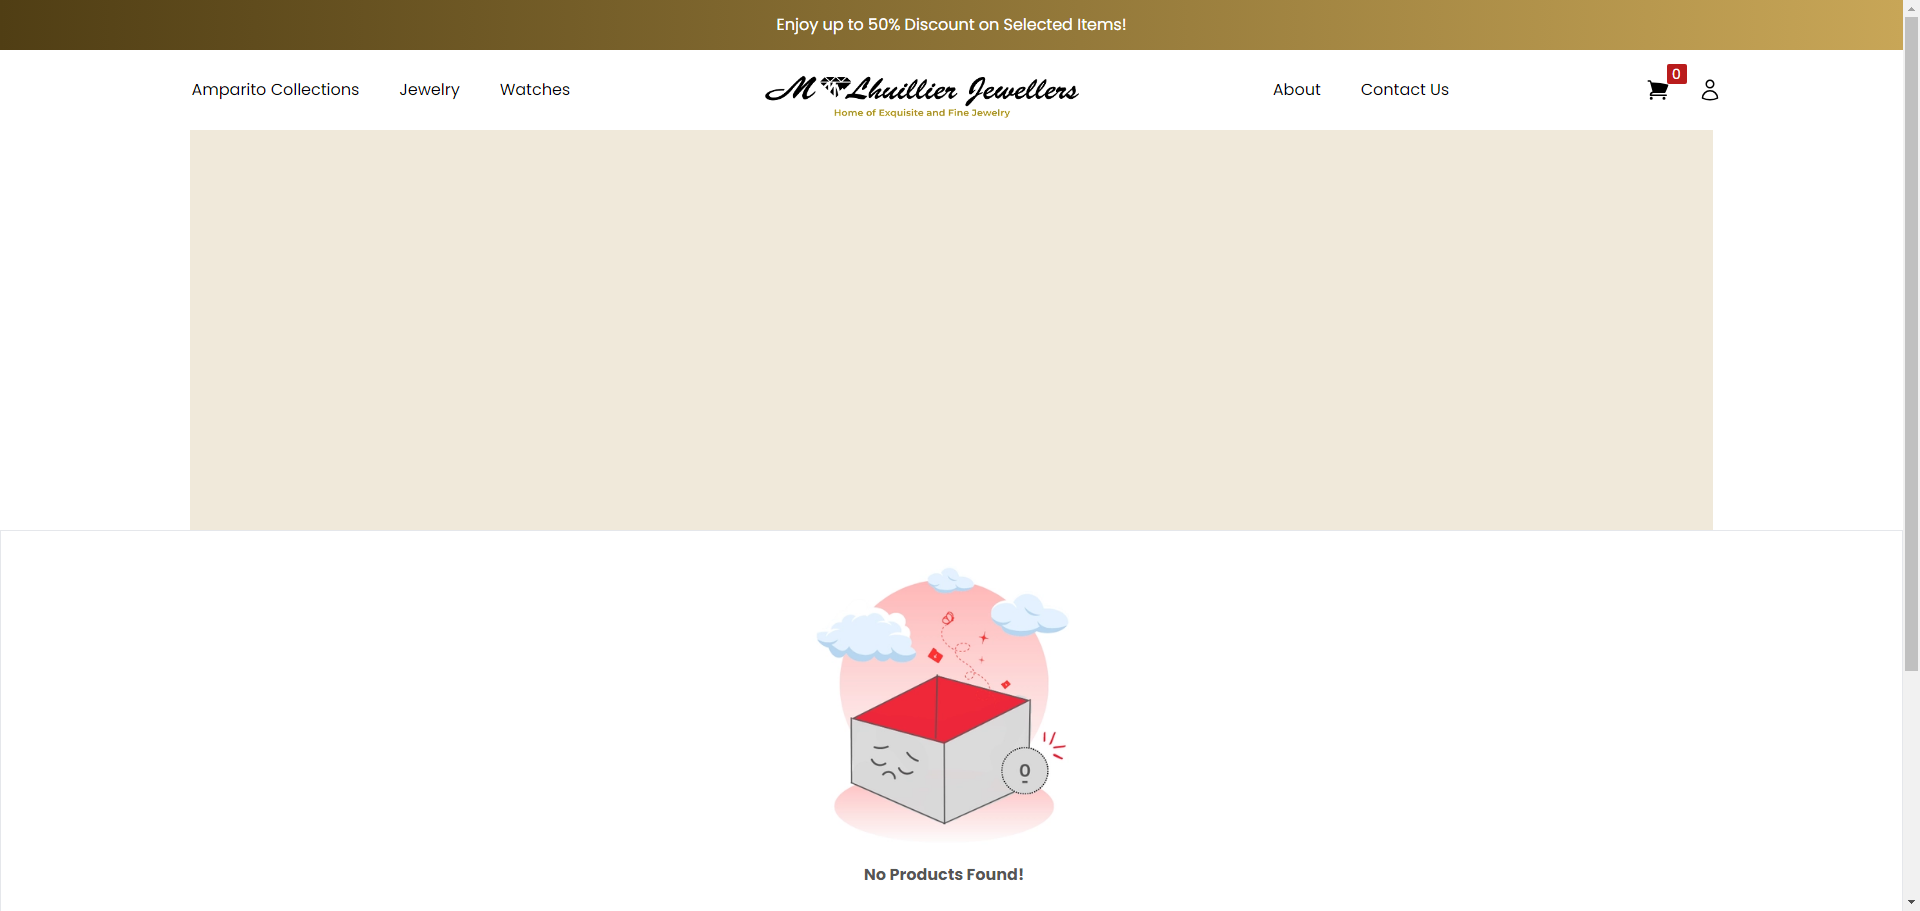 Enjoy up to 50% Discount on Selected Items!
Amparito Collections Jewelry Watches M Lhuillier Jewellers About Contact Us 0
Home of Exquisite and Fine Jewelry
0
No Products Found!